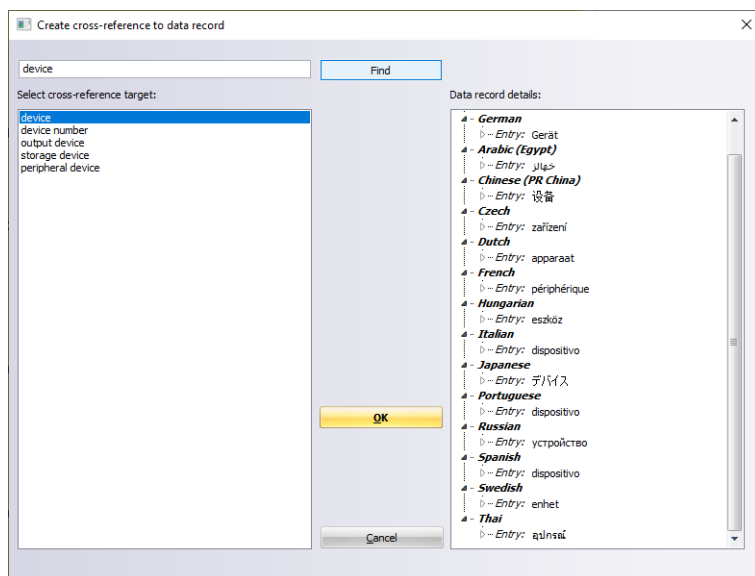 Create cross-reference to data record
device
Find
Select cross-reference target:
Data record details:
device
device number
output device
storage device
peripheral device
OK
Cancel
German
Entry: Gerät
Arabic (Egypt)
Entry: خهالز
Chinese (PR China)
Entry: 设备
Czech
Entry: zařízení
Dutch
Entry: apparaat
French
Entry: périphérique
Hungarian
Entry: eszköz
Italian
Entry: dispositivo
Japanese
Entry: デバイス
Portuguese
Entry: dispositivo
Russian
Entry: устройство
Spanish
Entry: dispositivo
Swedish
Entry: enhet
Thai
Entry: อุปกรณ์